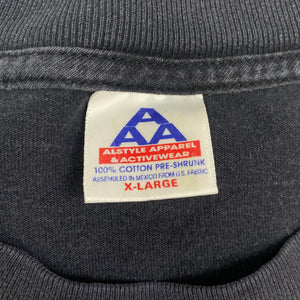 AAA
ALSTYLE APPAREL
& ACTIVEWEAR
100% COTTON PRE-SHRUNK
ASSEMBLED IN MEXICO FROM U.S. FABRIC
X-LARGE